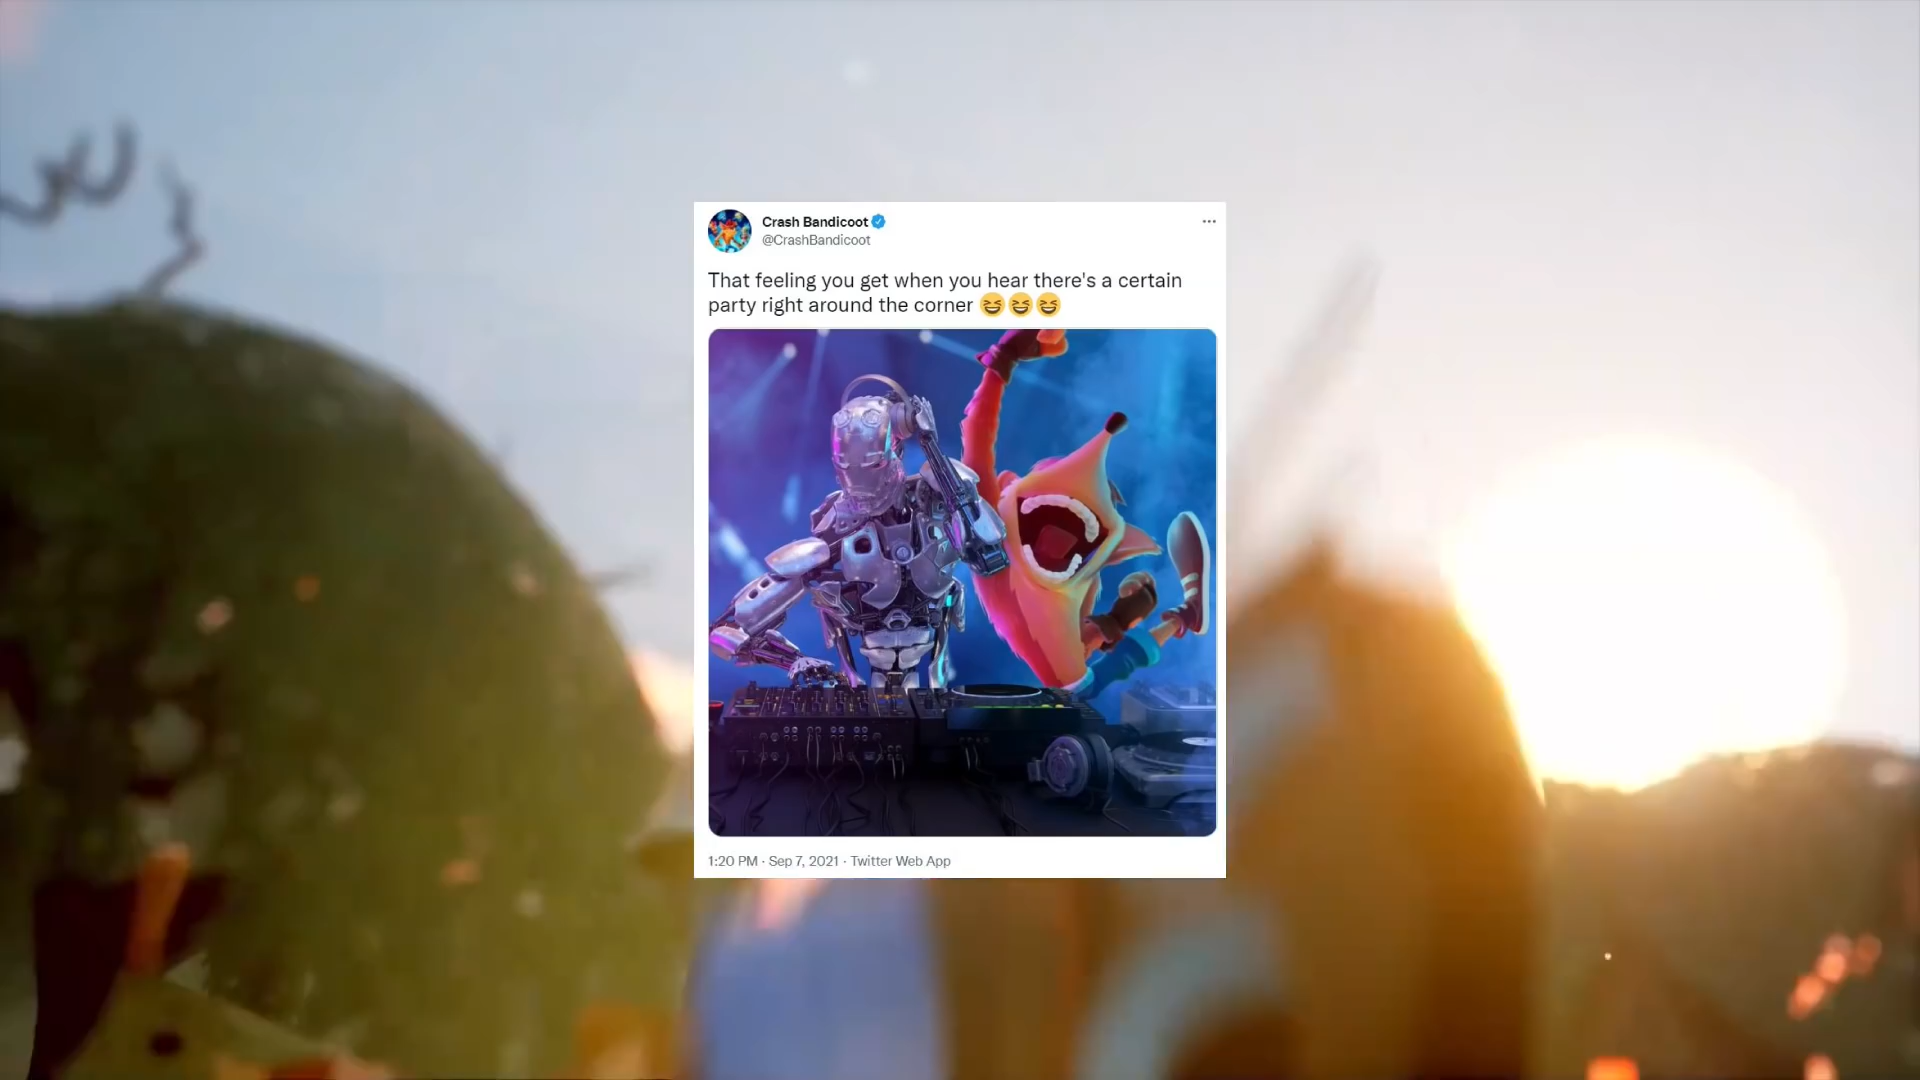 Crash Bandicoot
@CrashBandicoot
That feeling you get when you hear there's a certain
party right around the corner 😆😆😆
1:20 PM · Sep 7, 2021 · Twitter Web App